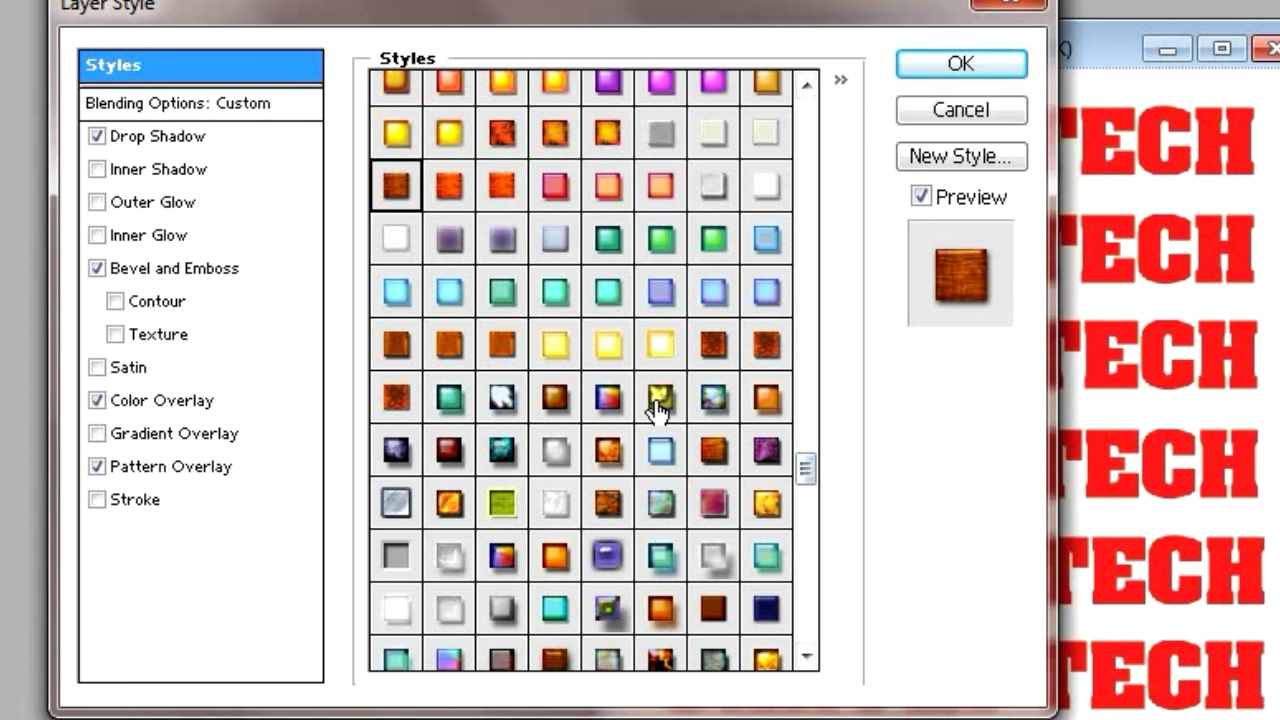 Layer Style
Styles
Blending Options: Custom
Drop Shadow
Inner Shadow
Outer Glow
Inner Glow
Bevel and Emboss
Contour
Texture
Satin
Color Overlay
Gradient Overlay
Pattern Overlay
Stroke
Styles
OK
Cancel
New Style...
Preview
TECH
TECH
TECH
TECH
TECH
TECH